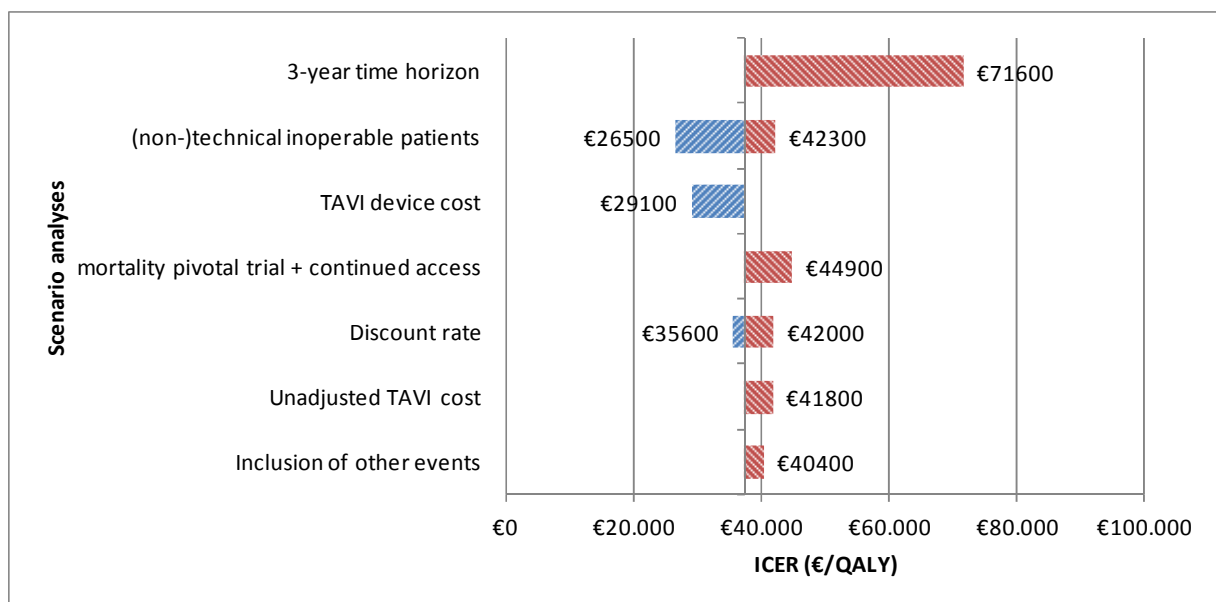 3-year time horizon
€71600
(non-)technical inoperable patients
€26500
€42300
TAVI device cost
€29100
mortality pivotal trial + continued access
€44900
Discount rate
€35600
€42000
Unadjusted TAVI cost
€41800
Inclusion of other events
€40400
Scenario analyses
€0
€20.000
€40.000
€60.000
€80.000
€100.000
ICER (€/QALY)